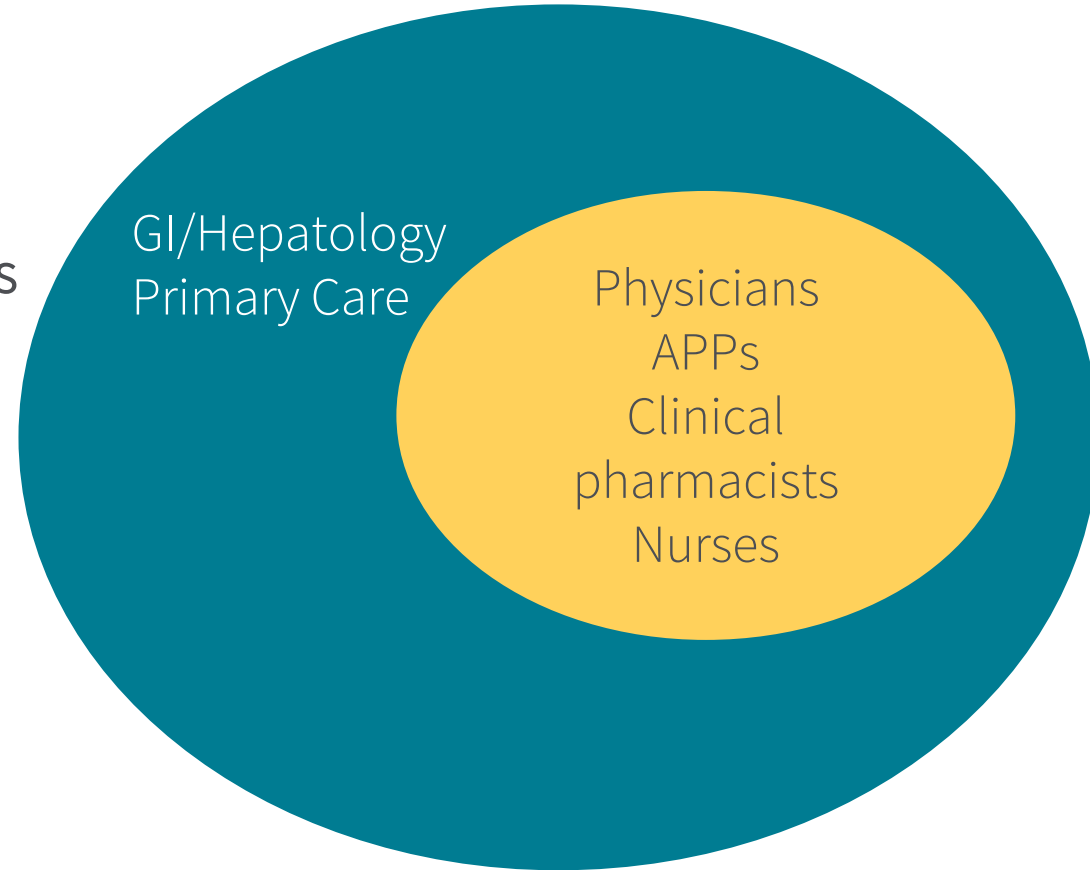 GI/Hepatology
Primary Care
Physicians
APPs
Clinical
pharmacists
Nurses